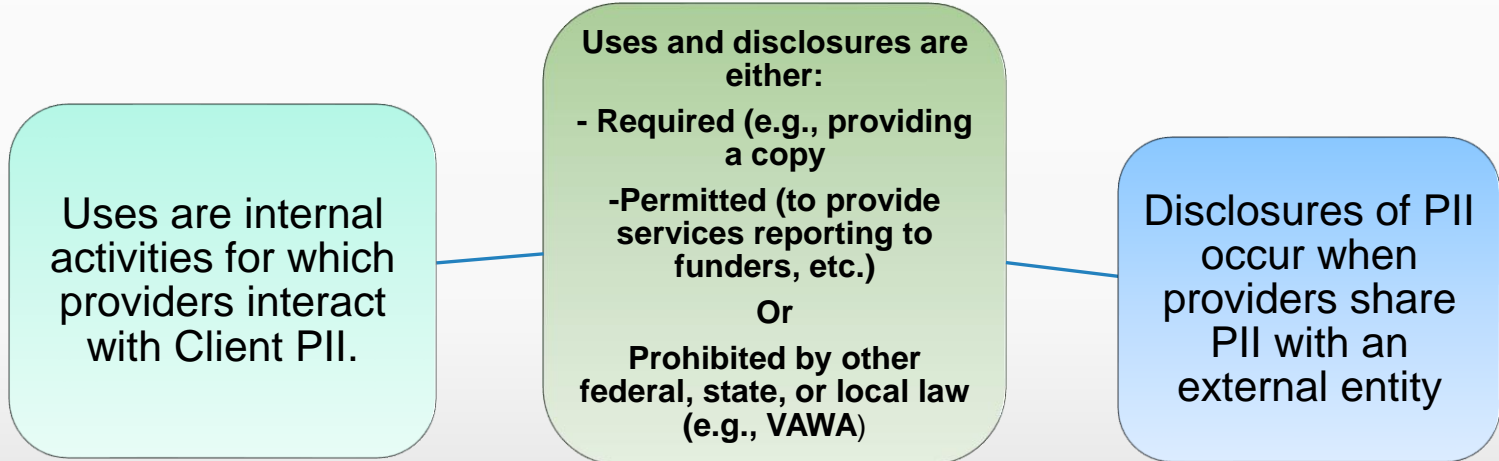 Uses are internal
activities for which
providers interact
with Client PII.
Uses and disclosures are
either:
- Required (e.g., providing
a copy
-Permitted (to provide
services reporting to
funders, etc.)
Or
Prohibited by other
federal, state, or local law
(e.g., VAWA)
Disclosures of PII
occur when
providers share
PII with an
external entity